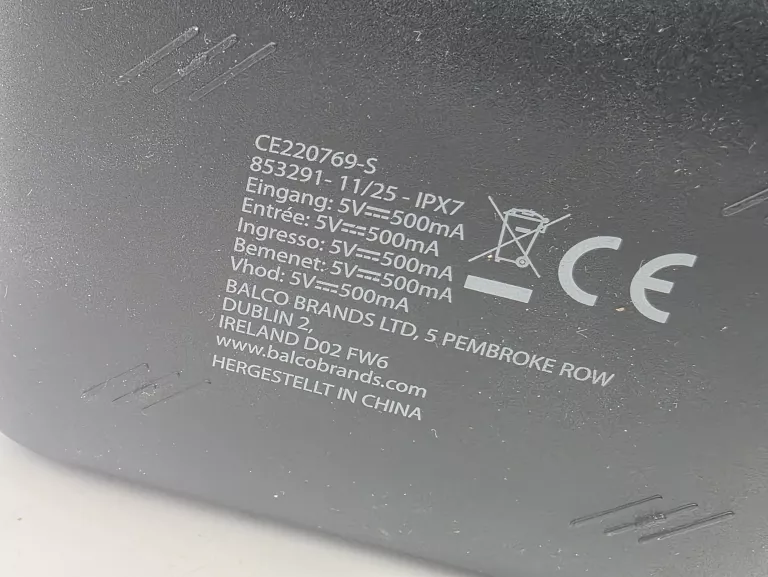 CE220769-S
853291- 11/25 - IPX7
Eingang: 5V⎓500mA
Entrée: 5V⎓500mA
Ingresso: 5V⎓500mA
Bemenet: 5V⎓500mA
Vhod: 5V⎓500mA
BALCO BRANDS LTD, 5 PEMBROKE ROW
DUBLIN 2,
IRELAND D02 FW6
www.balcobrands.com
HERGESTELLT IN CHINA
CE